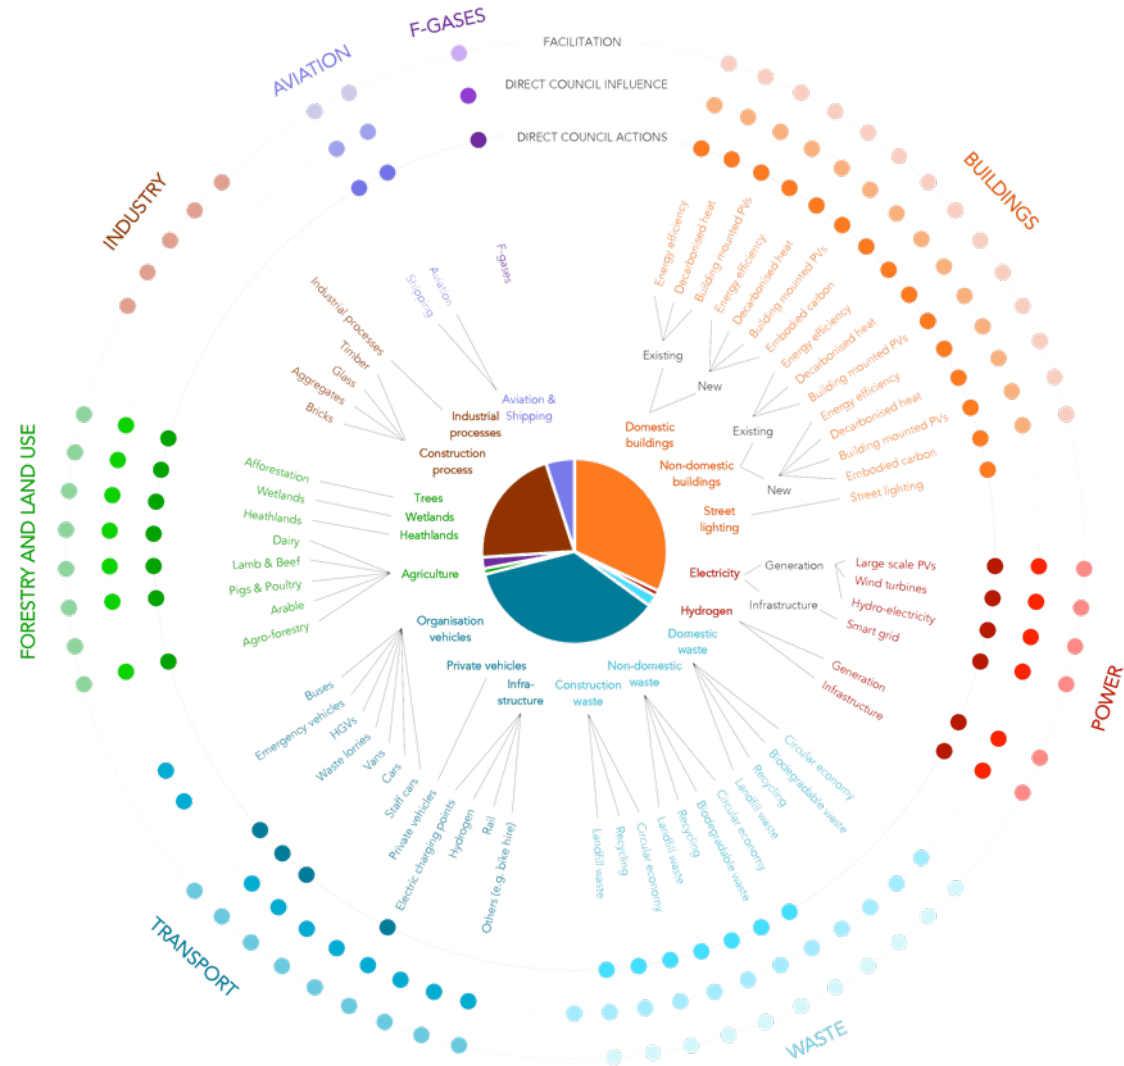 F-GASES
FACILITATION
DIRECT COUNCIL INFLUENCE
DIRECT COUNCIL ACTIONS
AVIATION
INDUSTRY
BUILDINGS
FORESTRY AND LAND USE
POWER
TRANSPORT
WASTE
Energy efficiency
Decarbonised heat
Building mounted PVs
Energy efficiency
Decarbonised heat
Building mounted PVs
Embodied carbon
Energy efficiency
Decarbonised heat
Building mounted PVs
Energy efficiency
Decarbonised heat
Building mounted PVs
Embodied carbon
Street lighting
Existing
New
Existing
New
Domestic
buildings
Non-domestic
buildings
Street
lighting
Electricity
Generation
Infrastructure
Large scale PVs
Wind turbines
Hydro-electricity
Smart grid
Hydrogen
Generation
Infrastructure
Domestic
waste
Non-domestic
waste
Construction
waste
Circular economy
Biodegradable waste
Recycling
Landfill waste
Circular economy
Biodegradable waste
Recycling
Landfill waste
Circular economy
Recycling
Landfill waste
Infra-
structure
Private vehicles
Organisation
vehicles
Others (e.g. bike hire)
Rail
Hydrogen
Electric charging points
Private vehicles
Staff cars
Cars
Vans
Waste lorries
HGVs
Emergency vehicles
Buses
Agriculture
Agro-forestry
Arable
Pigs & Poultry
Lamb & Beef
Dairy
Heathlands
Wetlands
Afforestation
Heathlands
Wetlands
Trees
Construction
process
Bricks
Aggregates
Glass
Timber
Industrial processes
Industrial
processes
Aviation &
Shipping
Shipping
Aviation
F-gases